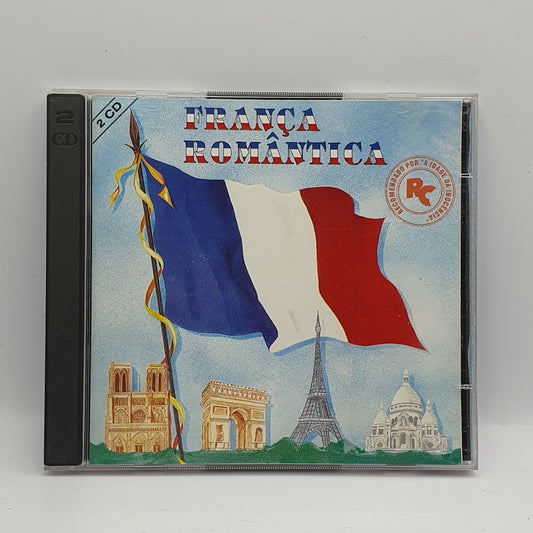 2
CD
2 CD
FRANÇA
ROMÂNTICA
RECOMENDADO POR "A IDADE DA INOCÊNCIA"
RC